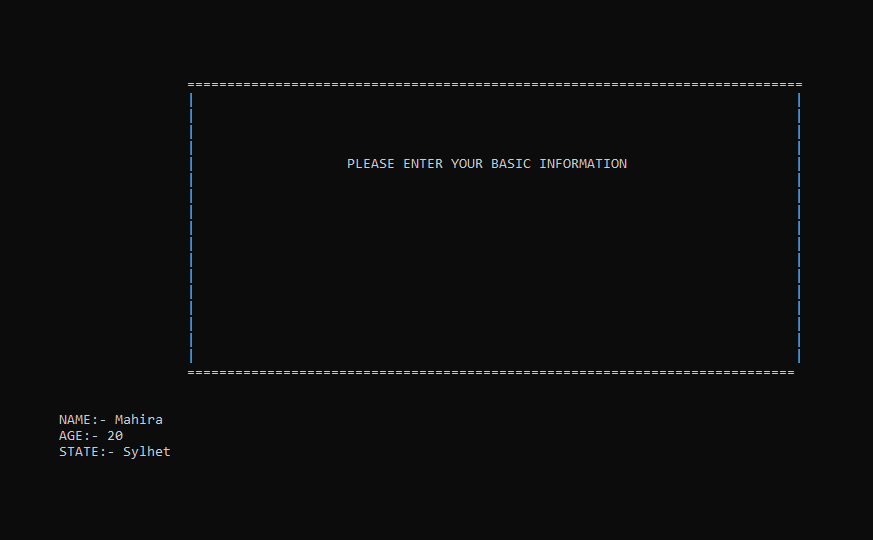 =============================================================================
PLEASE ENTER YOUR BASIC INFORMATION
============================================================================
NAME:- Mahira
AGE:- 20
STATE:- Sylhet